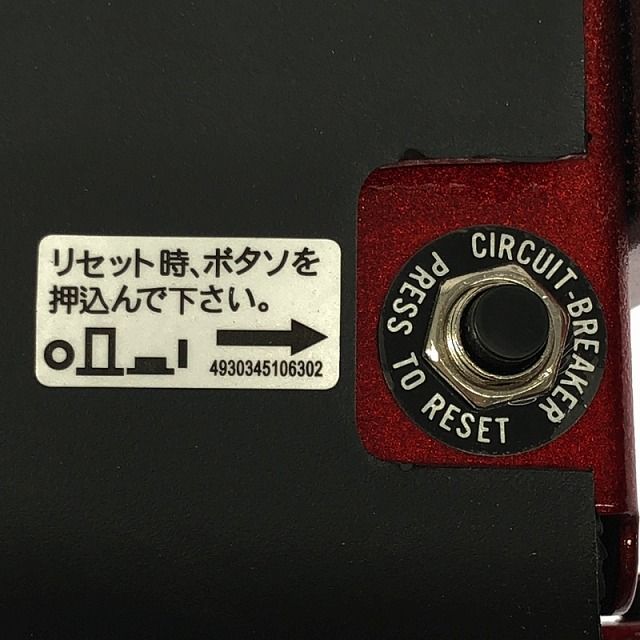 リセット時、ボタソを
押込んで下さい。
4930345106302
CIRCUIT-BREAKER
PRESS TO RESET